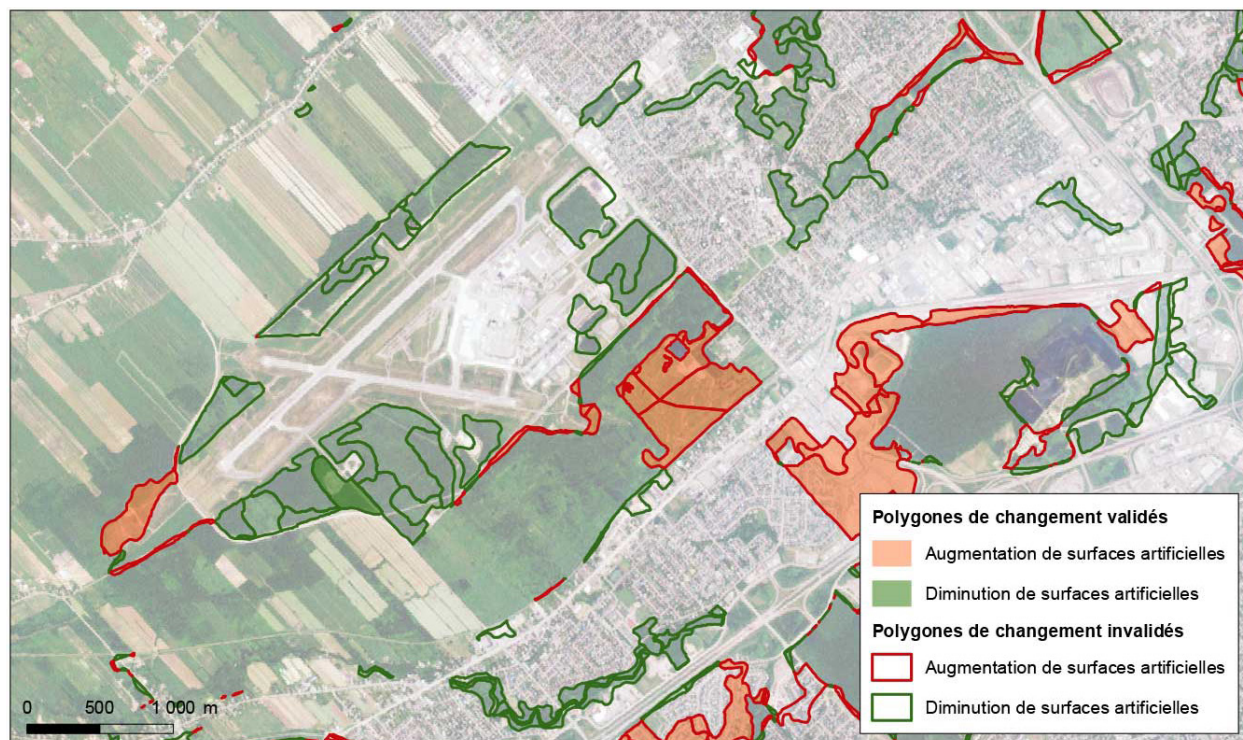 Polygones de changement validés
Augmentation de surfaces artificielles
Diminution de surfaces artificielles
Polygones de changement invalidés
Augmentation de surfaces artificielles
Diminution de surfaces artificielles
0 500 1 000 m